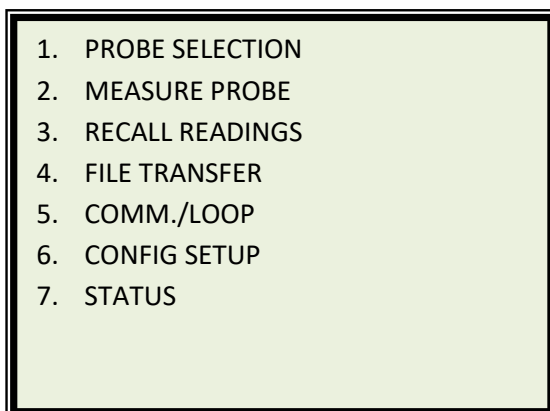 1. PROBE SELECTION
2. MEASURE PROBE
3. RECALL READINGS
4. FILE TRANSFER
5. COMM./LOOP
6. CONFIG SETUP
7. STATUS